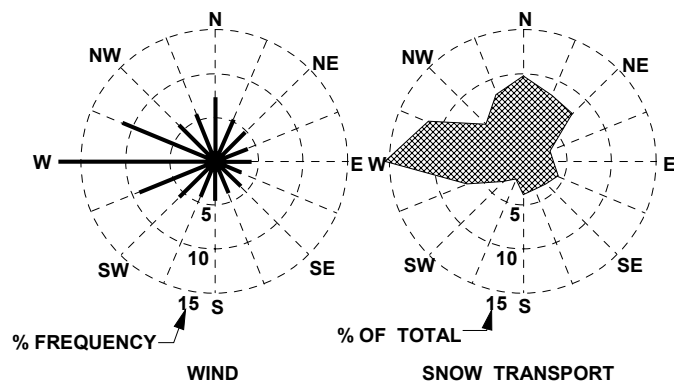 N
NW
NE
W
E
5
10
SW
SE
15
S
% FREQUENCY
WIND
N
NW
NE
W
E
5
10
SW
SE
15
S
% OF TOTAL
SNOW TRANSPORT